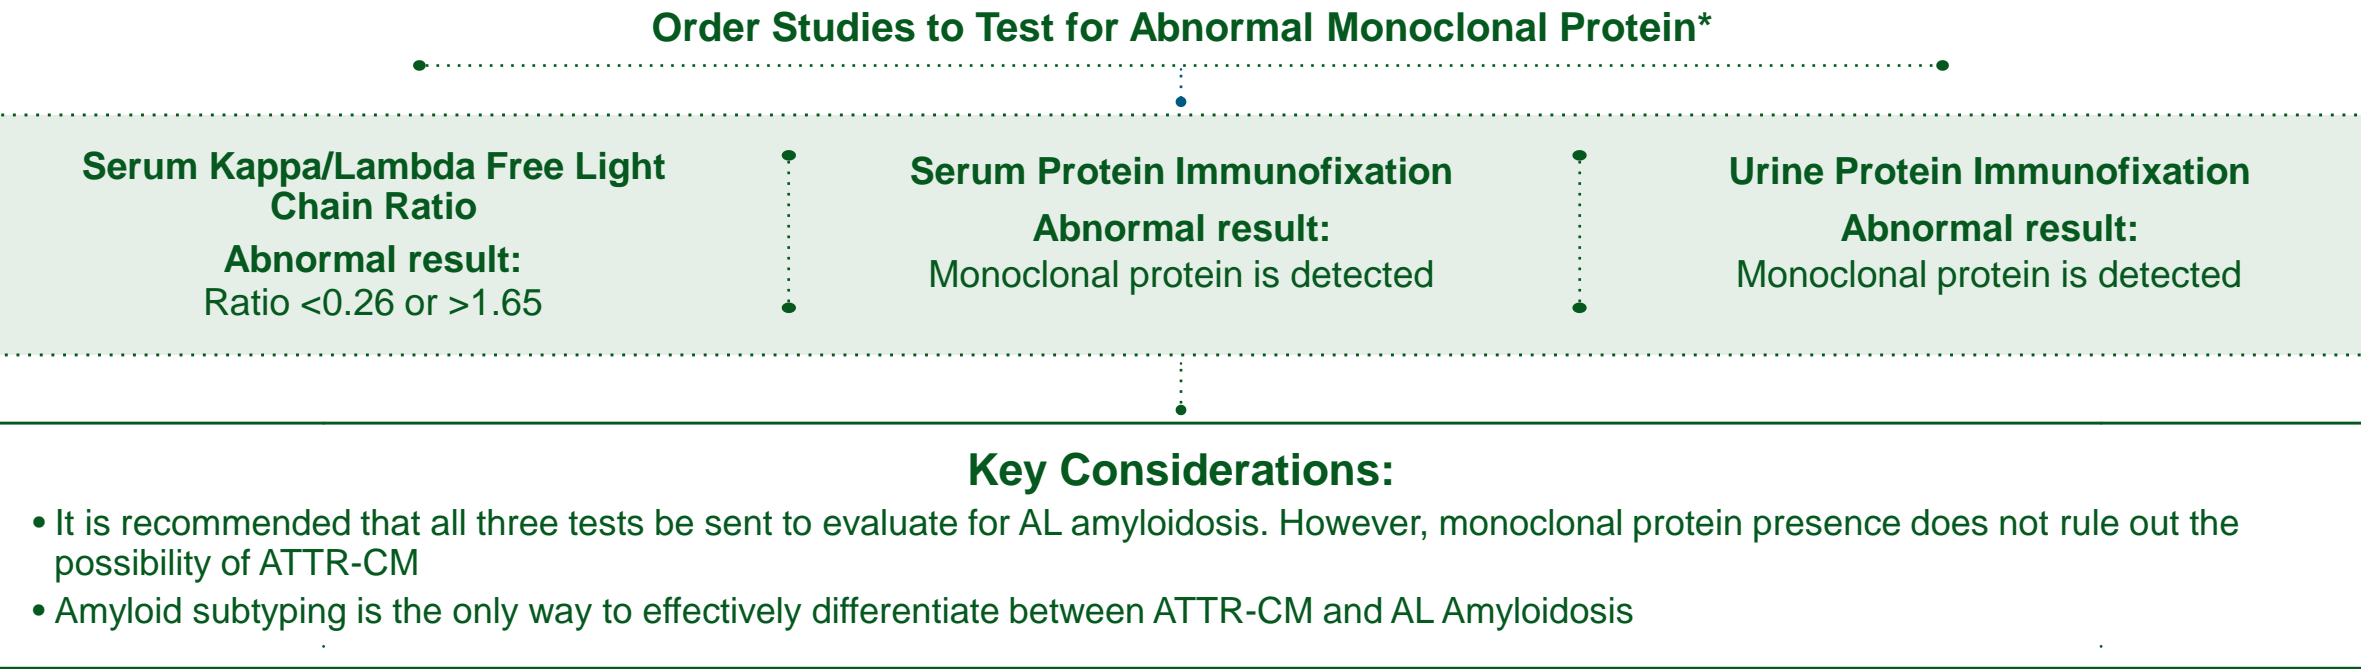 Order Studies to Test for Abnormal Monoclonal Protein*
Serum Kappa/Lambda Free Light
Chain Ratio
Abnormal result:
Ratio <0.26 or >1.65
Serum Protein Immunofixation
Abnormal result:
Monoclonal protein is detected
Urine Protein Immunofixation
Abnormal result:
Monoclonal protein is detected
Key Considerations:
• It is recommended that all three tests be sent to evaluate for AL amyloidosis. However, monoclonal protein presence does not rule out the
possibility of ATTR-CM
• Amyloid subtyping is the only way to effectively differentiate between ATTR-CM and AL Amyloidosis